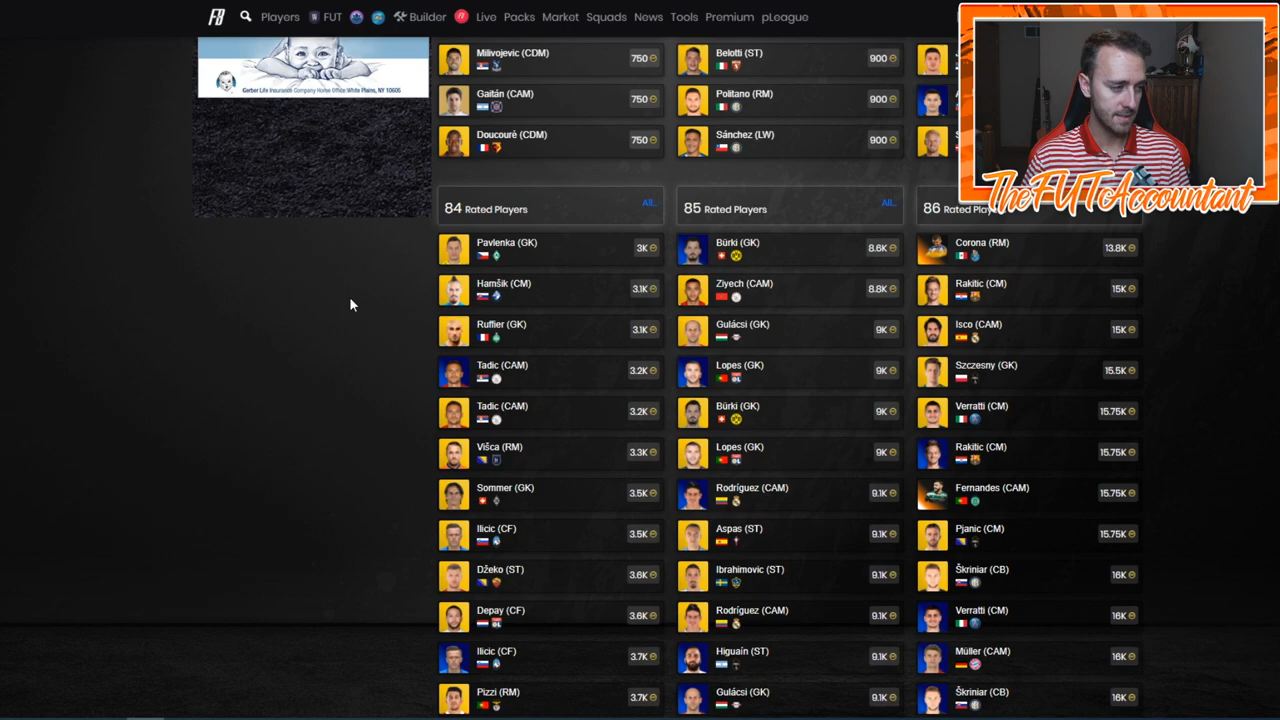 FB Players FUT Builder Live Packs Market Squads News Tools Premium pLeague
Gerber Life Insurance Company Home Office White Plains, NY 10605
Milivojevic (CDM) 750
Gaitán (CAM) 750
Doucouré (CDM) 750
Belotti (ST) 900
Politano (RM) 900
Sánchez (LW) 900
TheFUTAccountant
84 Rated Players All..
Pavlenka (GK) 3K
Hamšik (CM) 3.1K
Ruffier (GK) 3.1K
Tadic (CAM) 3.2K
Tadic (CAM) 3.2K
Višca (RM) 3.3K
Sommer (GK) 3.5K
Ilicic (CF) 3.5K
Džeko (ST) 3.6K
Depay (CF) 3.6K
Ilicic (CF) 3.7K
Pizzi (RM) 3.7K
85 Rated Players All..
Bürki (GK) 8.6K
Ziyech (CAM) 8.8K
Gulácsi (GK) 9K
Lopes (GK) 9K
Bürki (GK) 9K
Lopes (GK) 9K
Rodríguez (CAM) 9.1K
Aspas (ST) 9.1K
Ibrahimovic (ST) 9.1K
Rodríguez (CAM) 9.1K
Higuaín (ST) 9.1K
Gulácsi (GK) 9.1K
86 Rated
Corona (RM) 13.8K
Rakitic (CM) 15K
Isco (CAM) 15K
Szczesny (GK) 15.5K
Verratti (CM) 15.75K
Rakitic (CM) 15.75K
Fernandes (CAM) 15.75K
Pjanic (CM) 15.75K
Škriniar (CB) 16K
Verratti (CM) 16K
Müller (CAM) 16K
Škriniar (CB) 16K